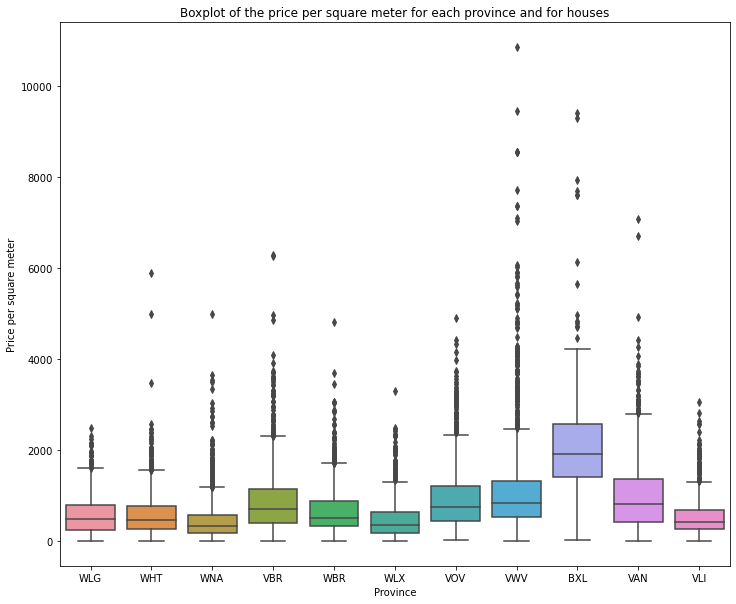 Boxplot of the price per square meter for each province and for houses
10000
8000
6000
4000
2000
0
Price per square meter
WLG WHT WNA VBR WBR WLX VOV VWV BXL VAN VLI
Province